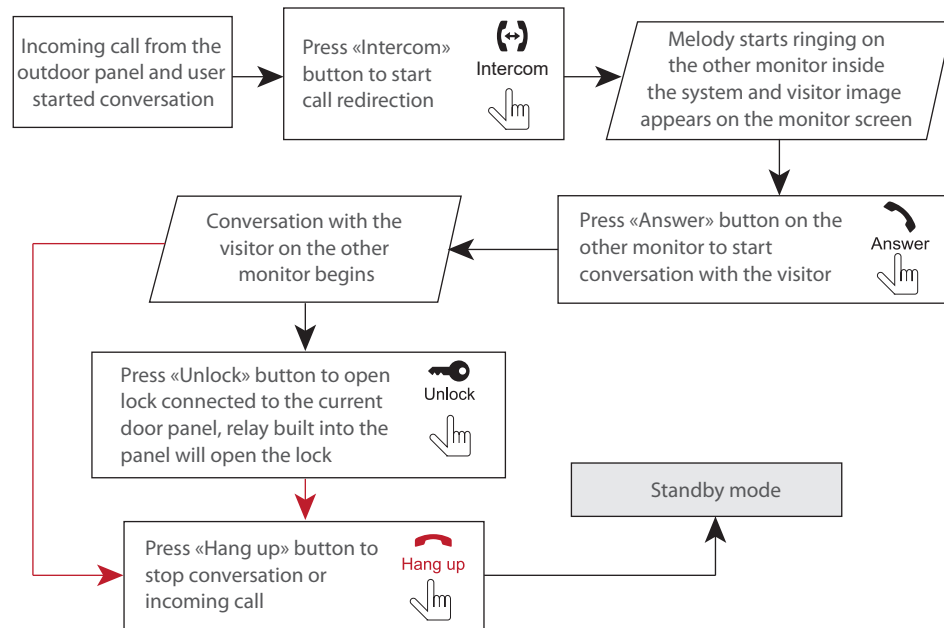 Incoming call from the
outdoor panel and user
started conversation
Press «Intercom»
button to start
call redirection
Intercom
Melody starts ringing on
the other monitor inside
the system and visitor image
appears on the monitor screen
Press «Answer» button on the
other monitor to start
conversation with the visitor
Answer
Conversation with the
visitor on the other
monitor begins
Press «Unlock» button to open
lock connected to the current
door panel, relay built into the
panel will open the lock
Unlock
Press «Hang up» button to
stop conversation or
incoming call
Hang up
Standby mode